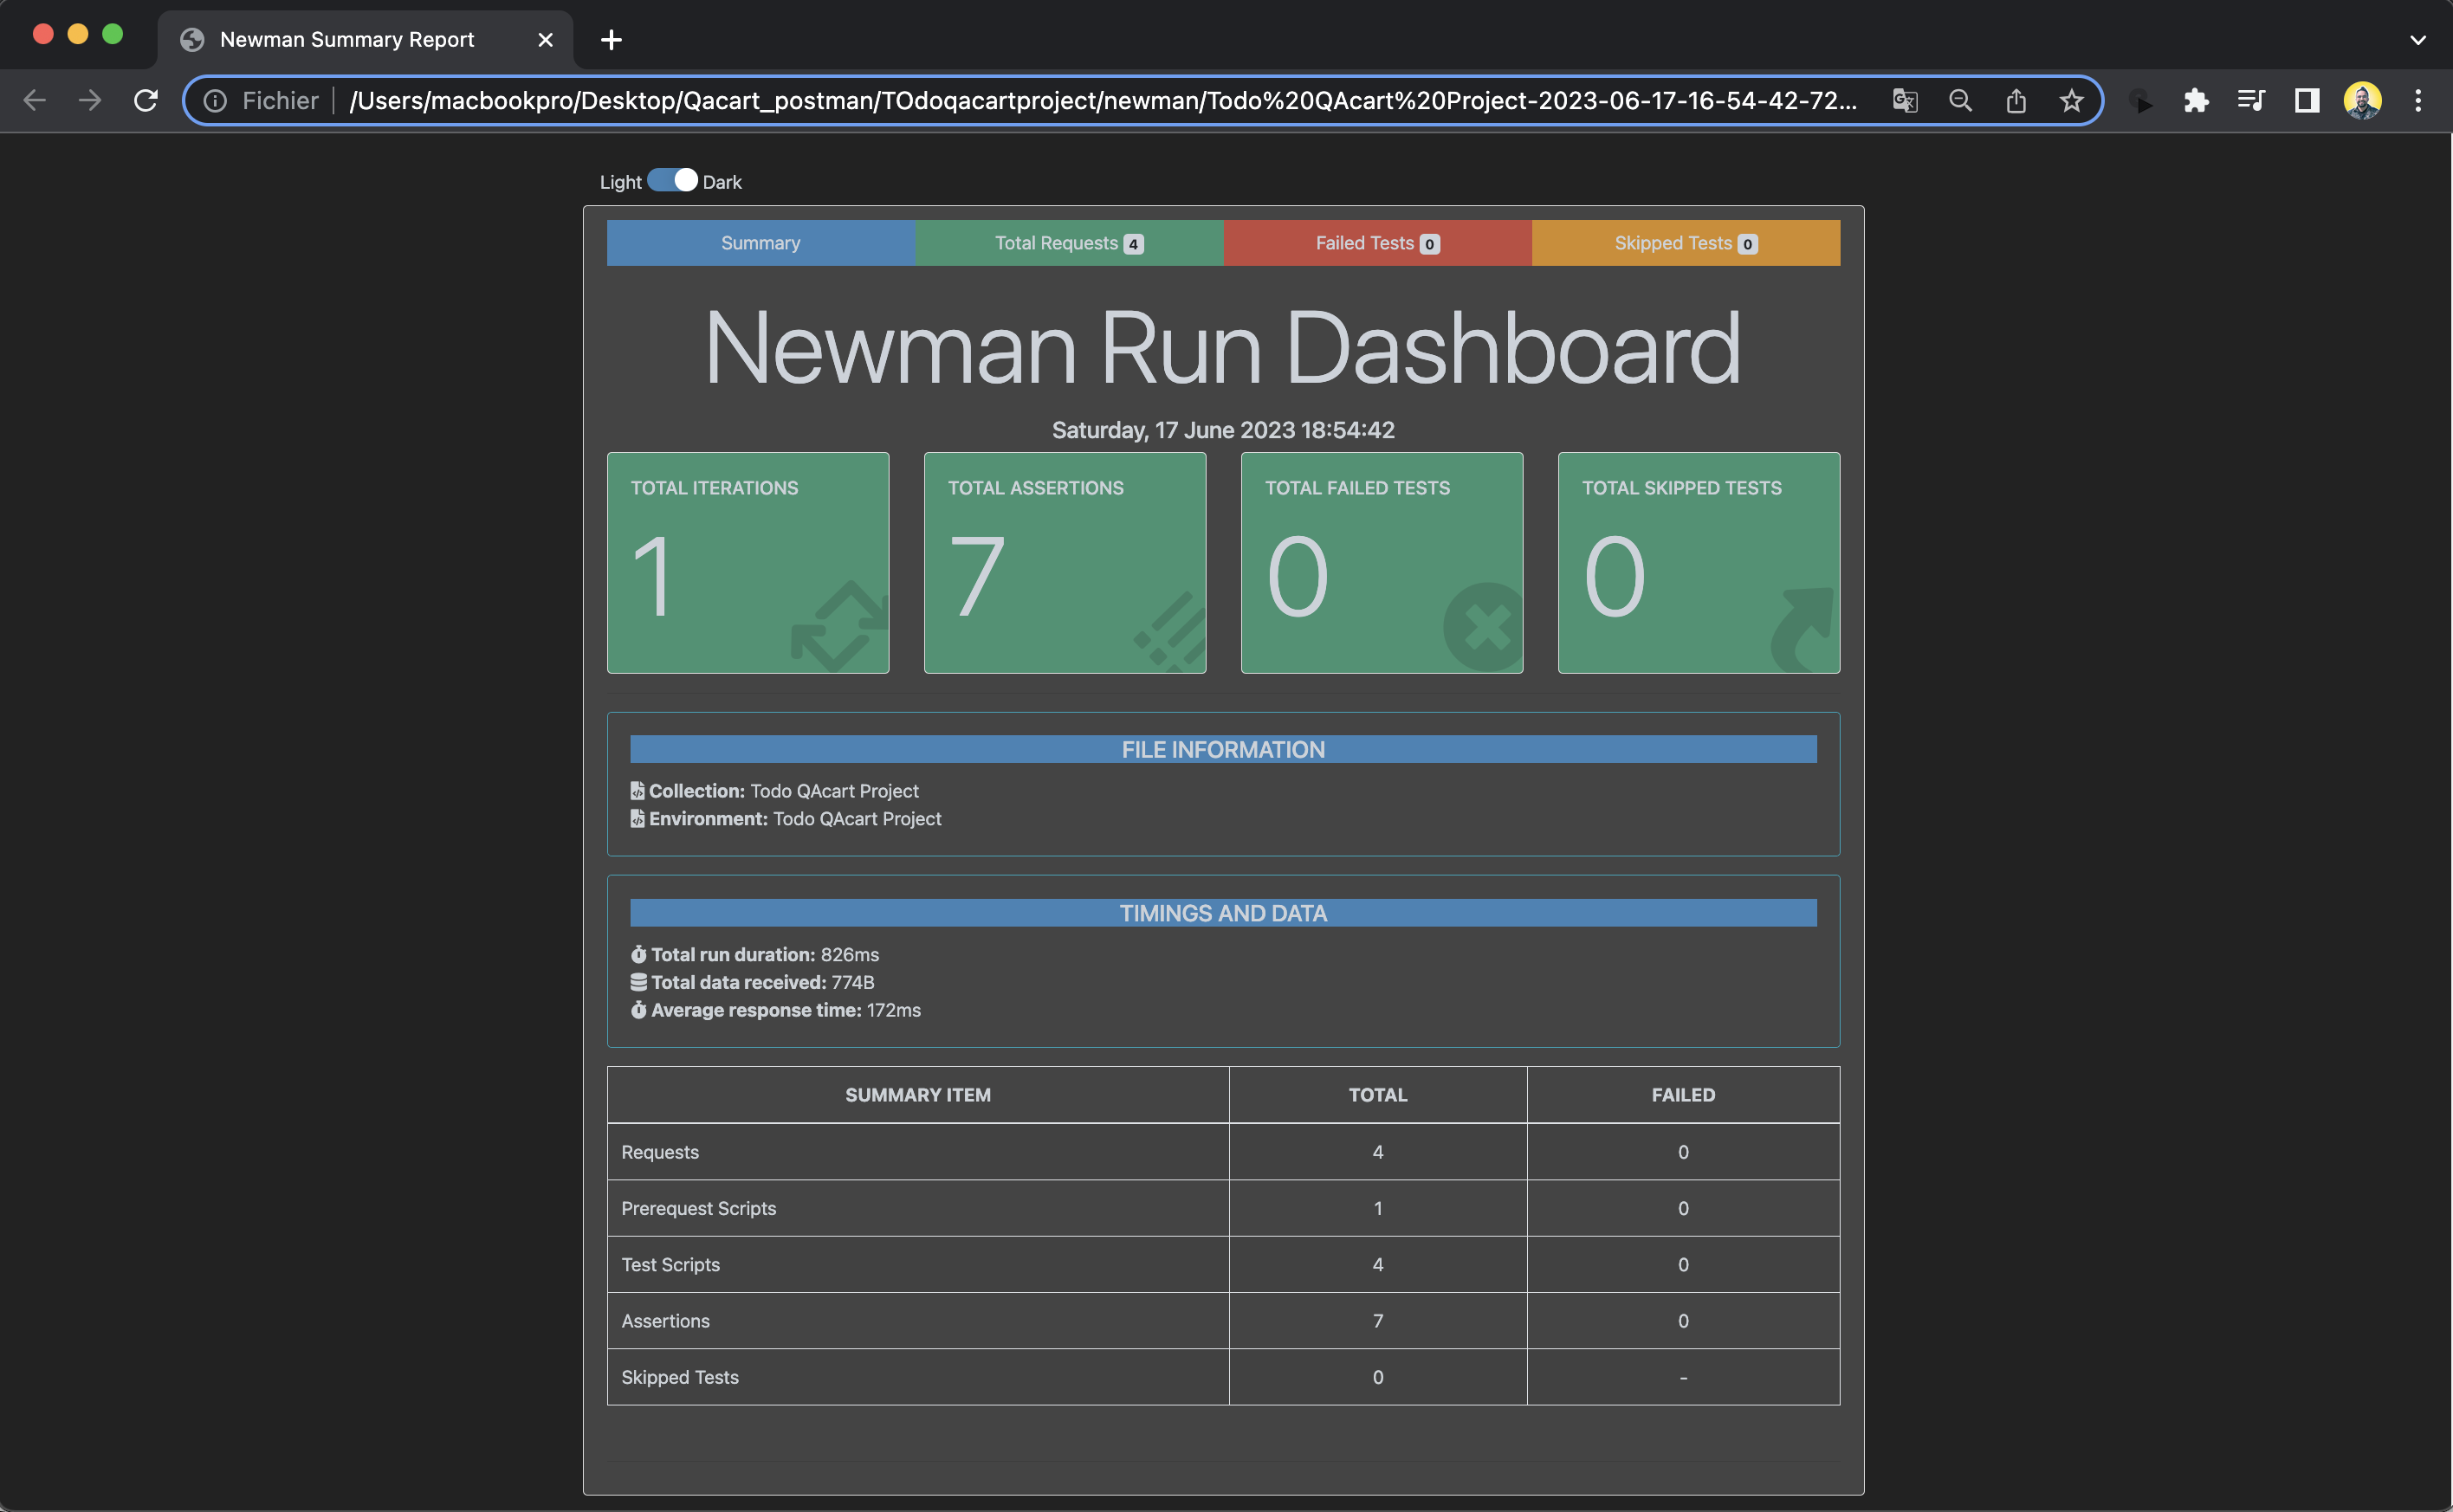 Newman Summary Report
Fichier /Users/macbookpro/Desktop/Qacart_postman/TOdoqacartproject/newman/Todo%20QAcart%20Project-2023-06-17-16-54-42-72...
Light Dark
Summary Total Requests 4 Failed Tests 0 Skipped Tests 0
Newman Run Dashboard
Saturday, 17 June 2023 18:54:42
TOTAL ITERATIONS TOTAL ASSERTIONS TOTAL FAILED TESTS TOTAL SKIPPED TESTS
1 7 0 0
FILE INFORMATION
Collection: Todo QAcart Project
Environment: Todo QAcart Project
TIMINGS AND DATA
Total run duration: 826ms
Total data received: 774B
Average response time: 172ms
SUMMARY ITEM TOTAL FAILED
Requests 4 0
Prerequest Scripts 1 0
Test Scripts 4 0
Assertions 7 0
Skipped Tests 0 -